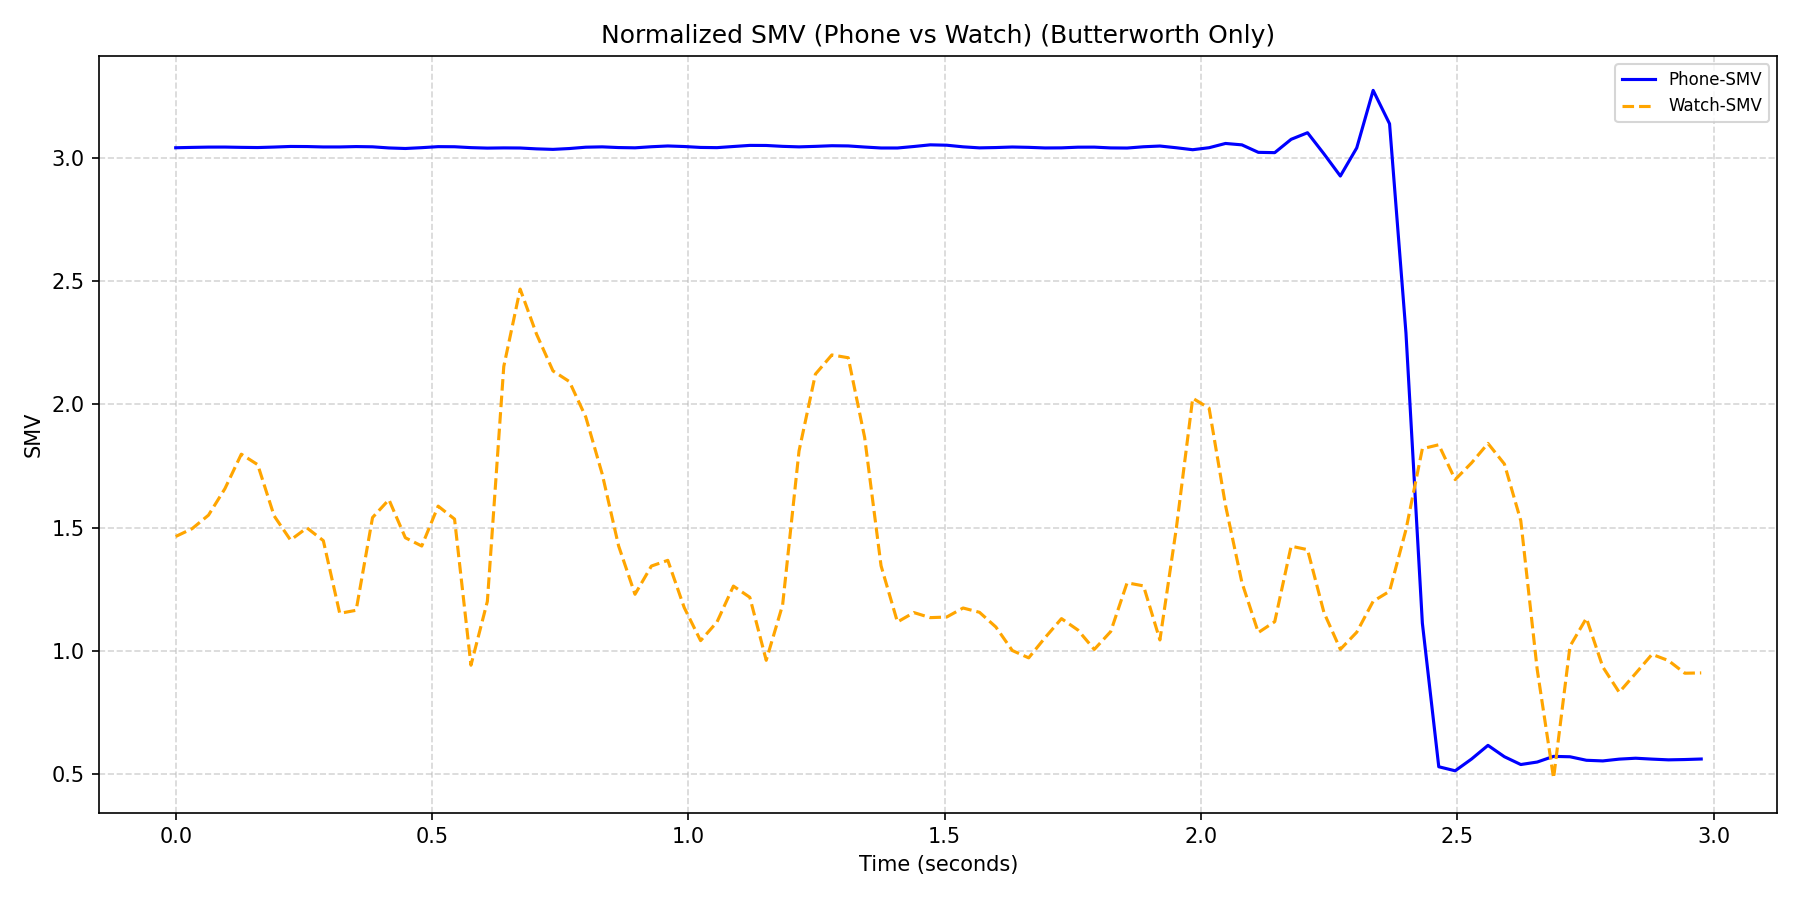 Normalized SMV (Phone vs Watch) (Butterworth Only)
Phone-SMV
Watch-SMV
SMV
3.0
2.5
2.0
1.5
1.0
0.5
0.0 0.5 1.0 1.5 2.0 2.5 3.0
Time (seconds)